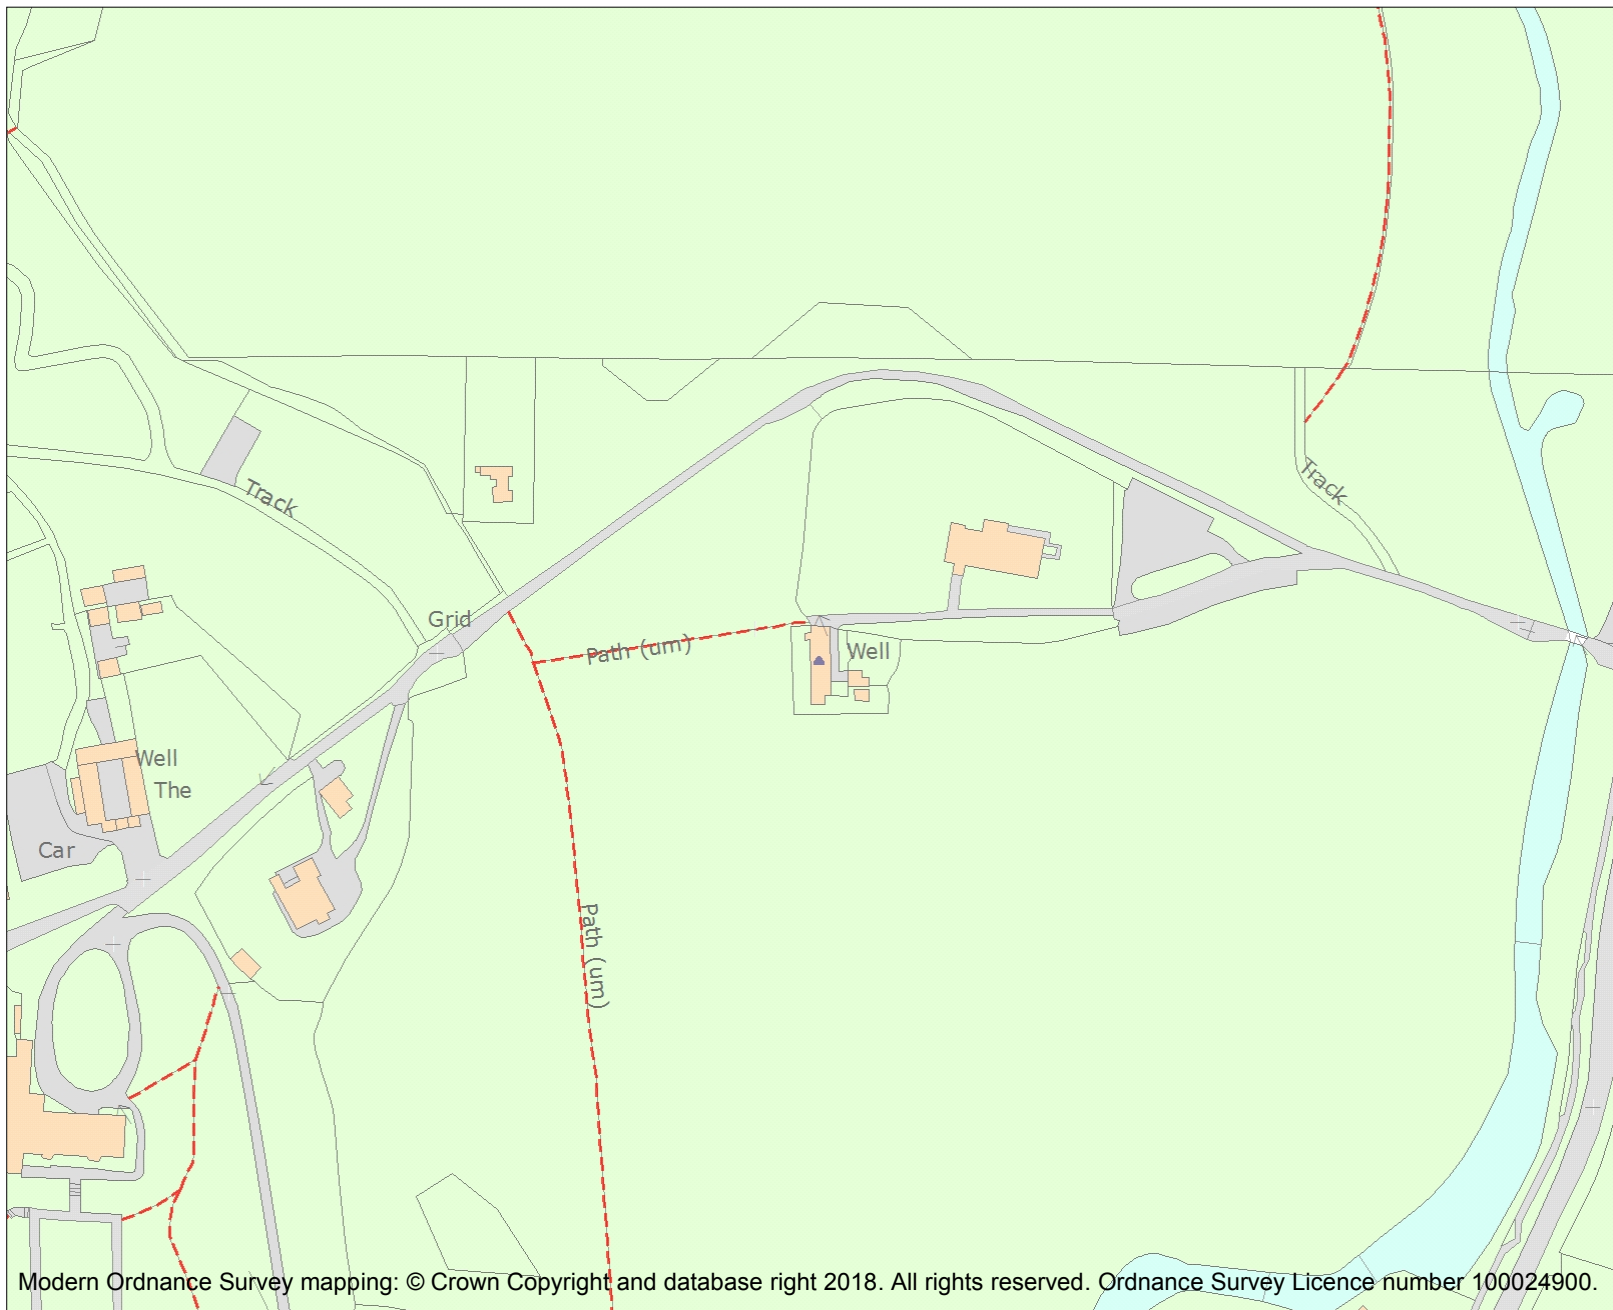 Track
Track
Grid
Path (um)
Well
Well
The
Car
Path (um)
Modern Ordnance Survey mapping: © Crown Copyright and database right 2018. All rights reserved. Ordnance Survey Licence number 100024900.